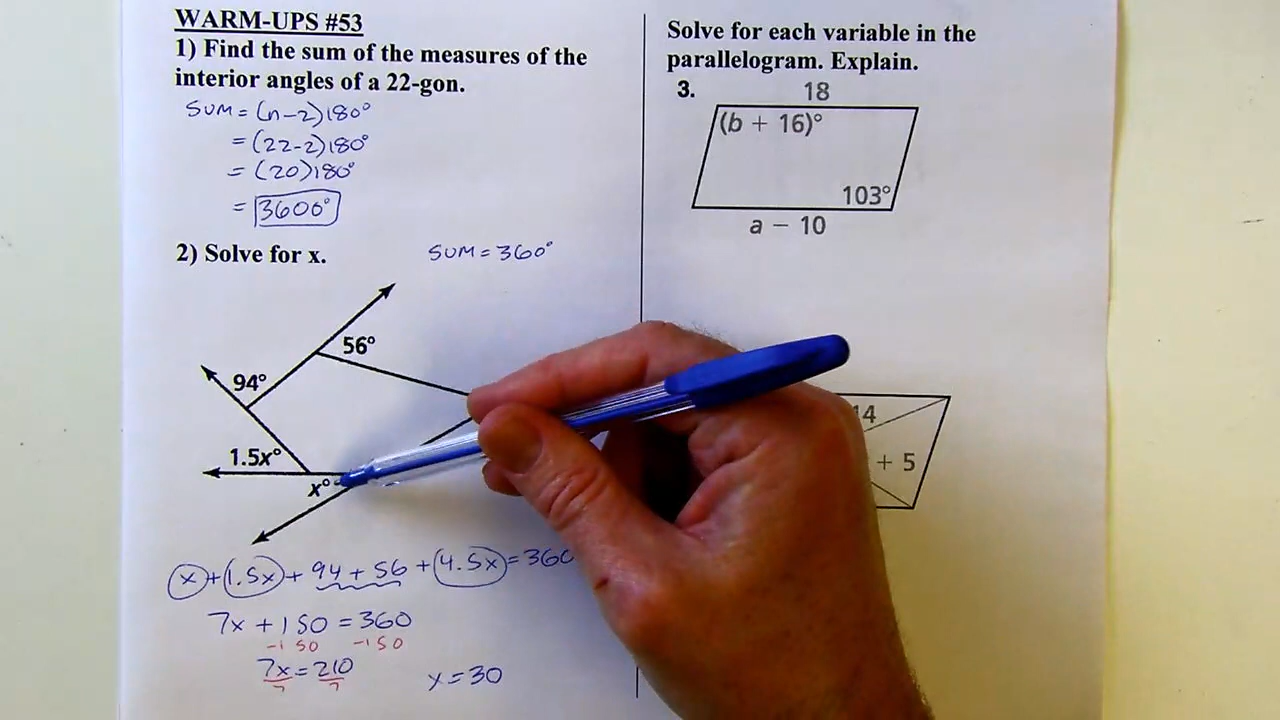 WARM-UPS #53
1) Find the sum of the measures of the
interior angles of a 22-gon.
SUM = (n-2)180°
= (22-2)180°
= (20)180°
= 3600°
2) Solve for x.
SUM = 360°
56°
94°
1.5x°
x°
x + 1.5x + 94 + 56 + 4.5x = 360
7x + 150 = 360
-150 -150
7x = 210
7 7
x = 30
Solve for each variable in the
parallelogram. Explain.
3.
18
(b + 16)°
103°
a − 10
14
+ 5